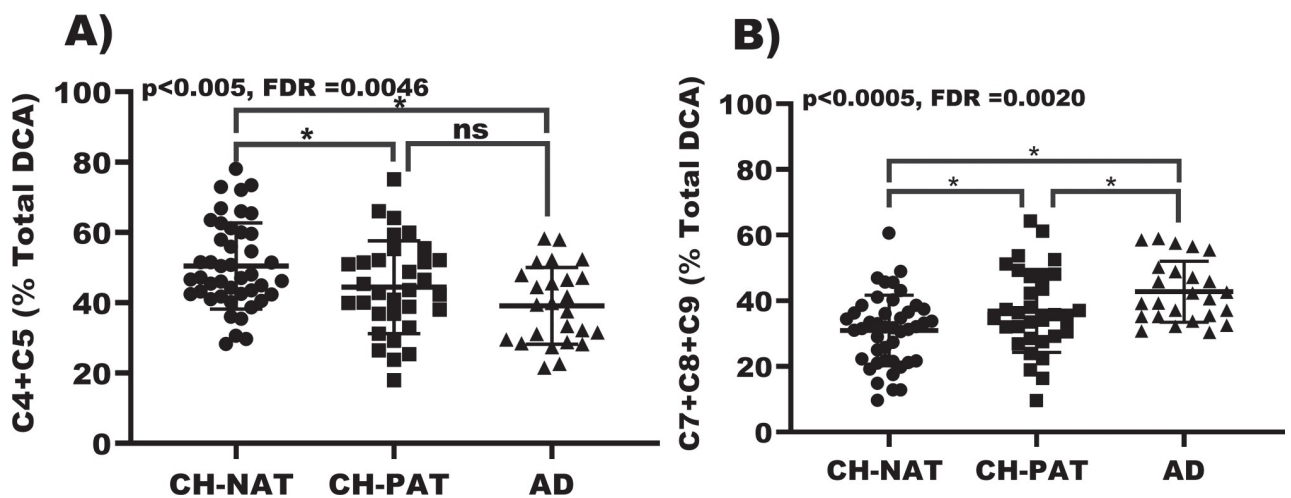 A)
p<0.005, FDR =0.0046
*
*
ns
C4+C5 (% Total DCA)
100
80
60
40
20
0
CH-NAT CH-PAT AD
B)
p<0.0005, FDR =0.0020
*
*
*
C7+C8+C9 (% Total DCA)
100
80
60
40
20
0
CH-NAT CH-PAT AD